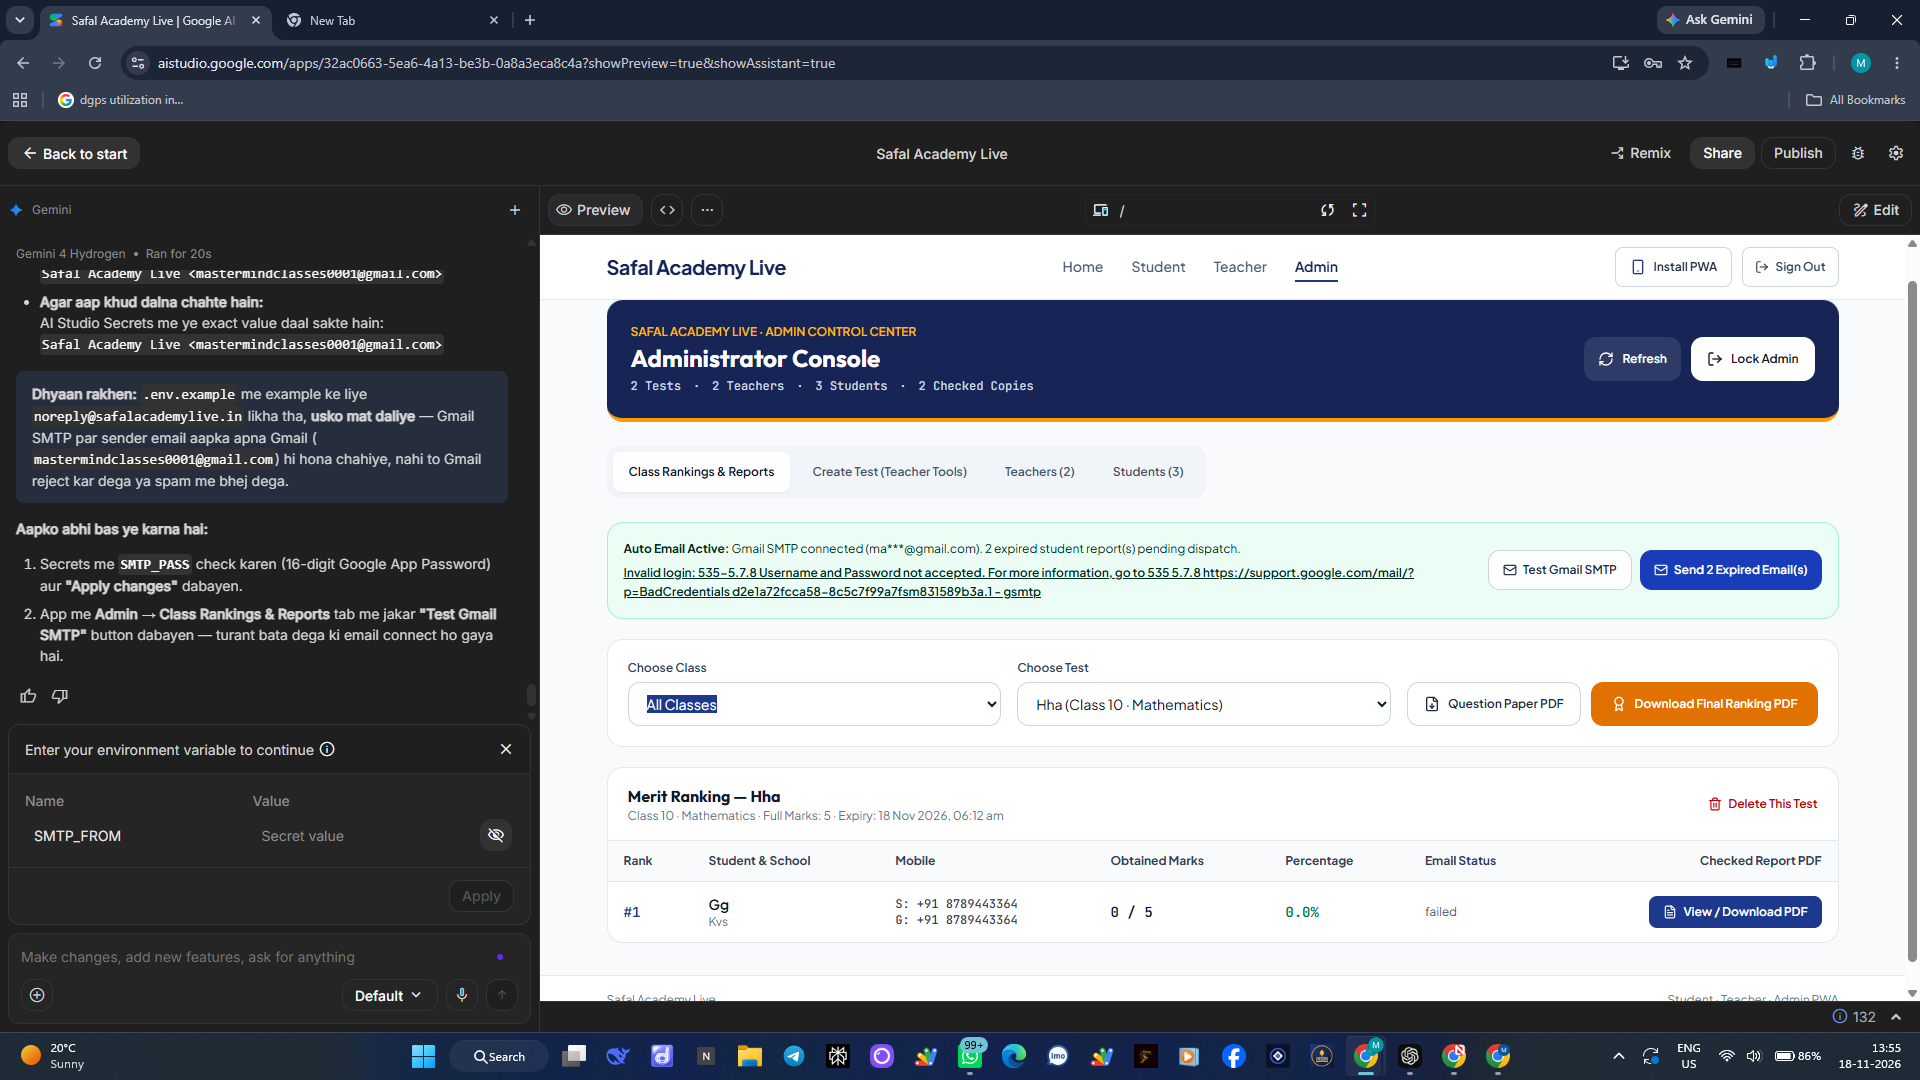 Safal Academy Live | Google AI
New Tab
Ask Gemini
aistudio.google.com/apps/32ac0663-5ea6-4a13-be3b-0a8a3eca8c4a?showPreview=true&showAssistant=true
M
dgps utilization in...
All Bookmarks
Back to start
Safal Academy Live
Remix
Share
Publish
Gemini
Preview
/
Edit
Gemini 4 Hydrogen • Ran for 20s
Safal Academy Live <mastermindclasses0001@gmail.com>
• Agar aap khud dalna chahte hain:
AI Studio Secrets me ye exact value daal sakte hain:
Safal Academy Live <mastermindclasses0001@gmail.com>
Dhyaan rakhen: .env.example me example ke liye
noreply@safalacademylive.in likha tha, usko mat daliye — Gmail
SMTP par sender email aapka apna Gmail (
mastermindclasses0001@gmail.com) hi hona chahiye, nahi to Gmail
reject kar dega ya spam me bhej dega.
Aapko abhi bas ye karna hai:
1. Secrets me SMTP_PASS check karen (16-digit Google App Password)
aur "Apply changes" dabayen.
2. App me Admin → Class Rankings & Reports tab me jakar "Test Gmail
SMTP" button dabayen — turant bata dega ki email connect ho gaya
hai.
Enter your environment variable to continue
Name
Value
SMTP_FROM
Secret value
Apply
Make changes, add new features, ask for anything
Default
Safal Academy Live
Home
Student
Teacher
Admin
Install PWA
Sign Out
SAFAL ACADEMY LIVE · ADMIN CONTROL CENTER
Administrator Console
2 Tests · 2 Teachers · 3 Students · 2 Checked Copies
Refresh
Lock Admin
Class Rankings & Reports
Create Test (Teacher Tools)
Teachers (2)
Students (3)
Auto Email Active: Gmail SMTP connected (ma***@gmail.com). 2 expired student report(s) pending dispatch.
Invalid login: 535-5.7.8 Username and Password not accepted. For more information, go to 535 5.7.8 https://support.google.com/mail/?
p=BadCredentials d2e1a72fcca58-8c5c7f99a7fsm831589b3a.1 - gsmtp
Test Gmail SMTP
Send 2 Expired Email(s)
Choose Class
Choose Test
All Classes
Hha (Class 10 · Mathematics)
Question Paper PDF
Download Final Ranking PDF
Merit Ranking — Hha
Class 10 · Mathematics · Full Marks: 5 · Expiry: 18 Nov 2026, 06:12 am
Delete This Test
Rank
Student & School
Mobile
Obtained Marks
Percentage
Email Status
Checked Report PDF
#1
Gg
Kvs
S: +91 8789443364
G: +91 8789443364
0 / 5
0.0%
failed
View / Download PDF
Safal Academy Live
Student · Teacher · Admin PWA
132
20°C
Sunny
Search
N
99+
imo
M
ENG
US
86%
13:55
18-11-2026